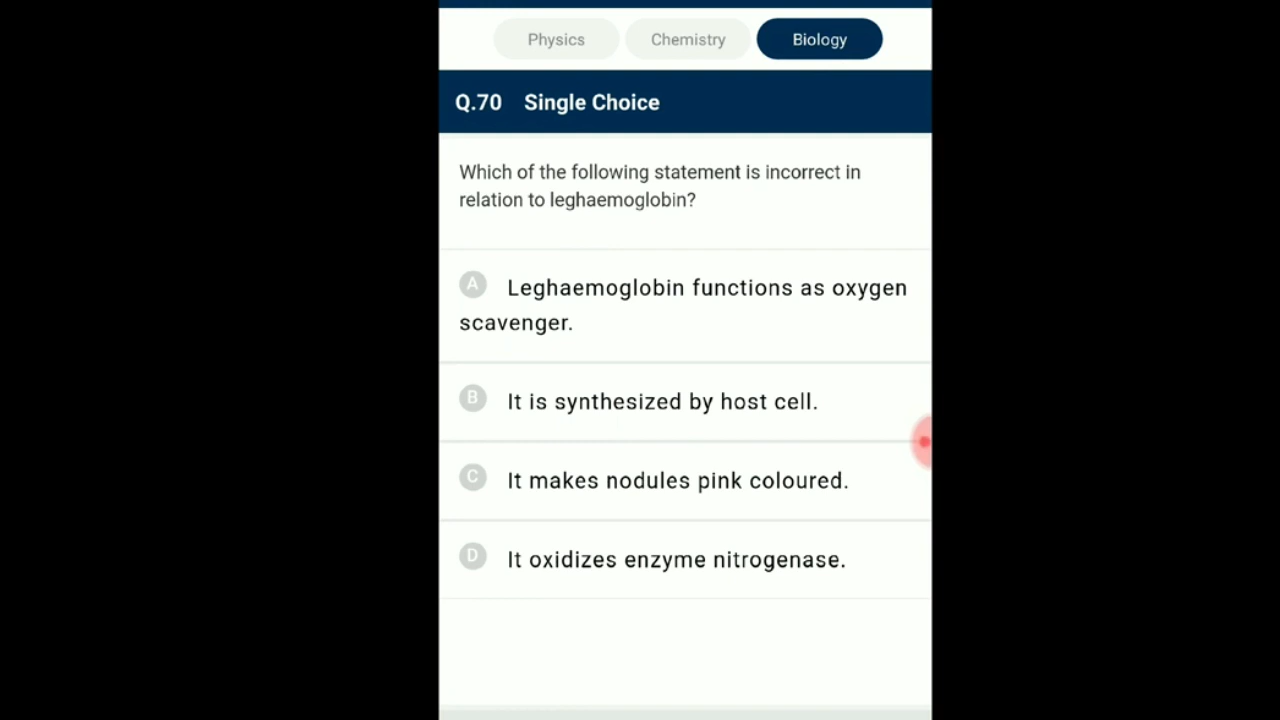 Physics Chemistry Biology
Q.70 Single Choice
Which of the following statement is incorrect in
relation to leghaemoglobin?
A Leghaemoglobin functions as oxygen
scavenger.
B It is synthesized by host cell.
C It makes nodules pink coloured.
D It oxidizes enzyme nitrogenase.